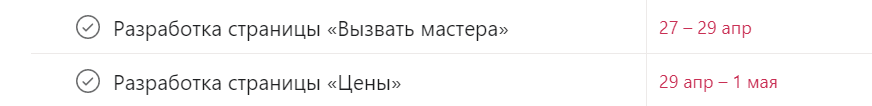 Разработка страницы «Вызвать мастера» 27 – 29 апр
Разработка страницы «Цены» 29 апр – 1 мая